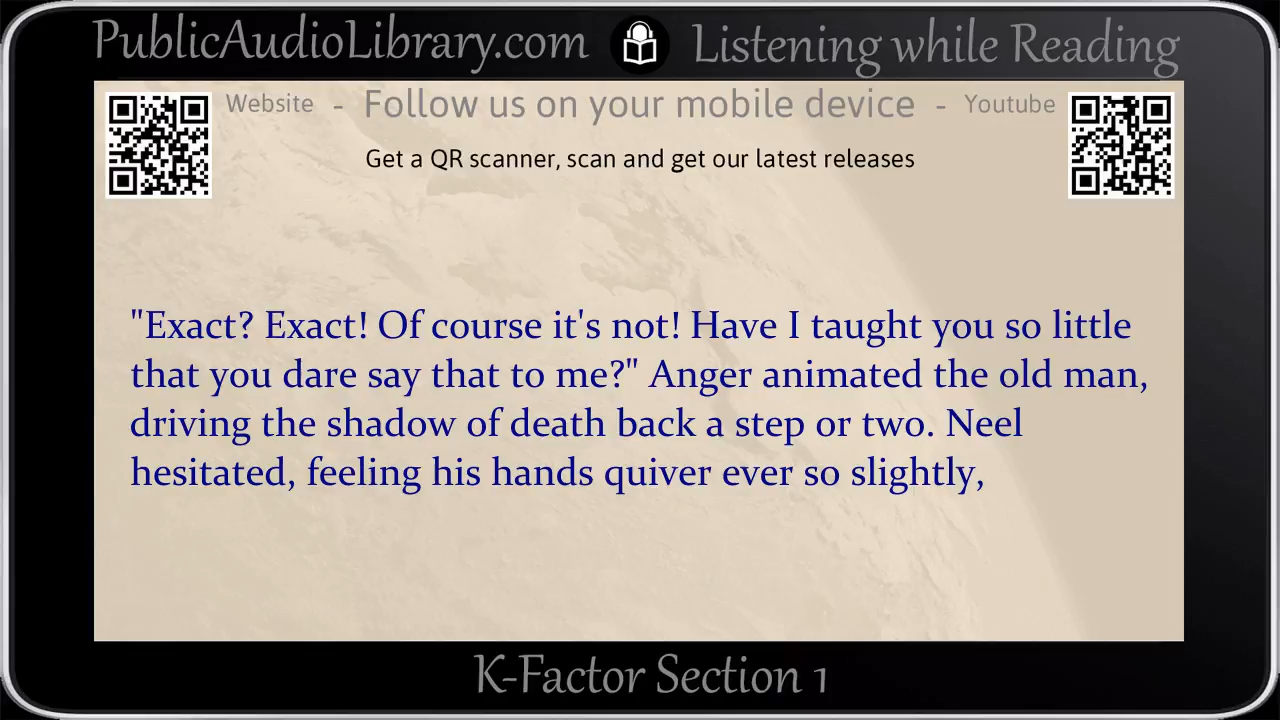 PublicAudioLibrary.com Listening while Reading
Website - Follow us on your mobile device - Youtube
Get a QR scanner, scan and get our latest releases
"Exact? Exact! Of course it's not! Have I taught you so little
that you dare say that to me?" Anger animated the old man,
driving the shadow of death back a step or two. Neel
hesitated, feeling his hands quiver ever so slightly,
K-Factor Section 1